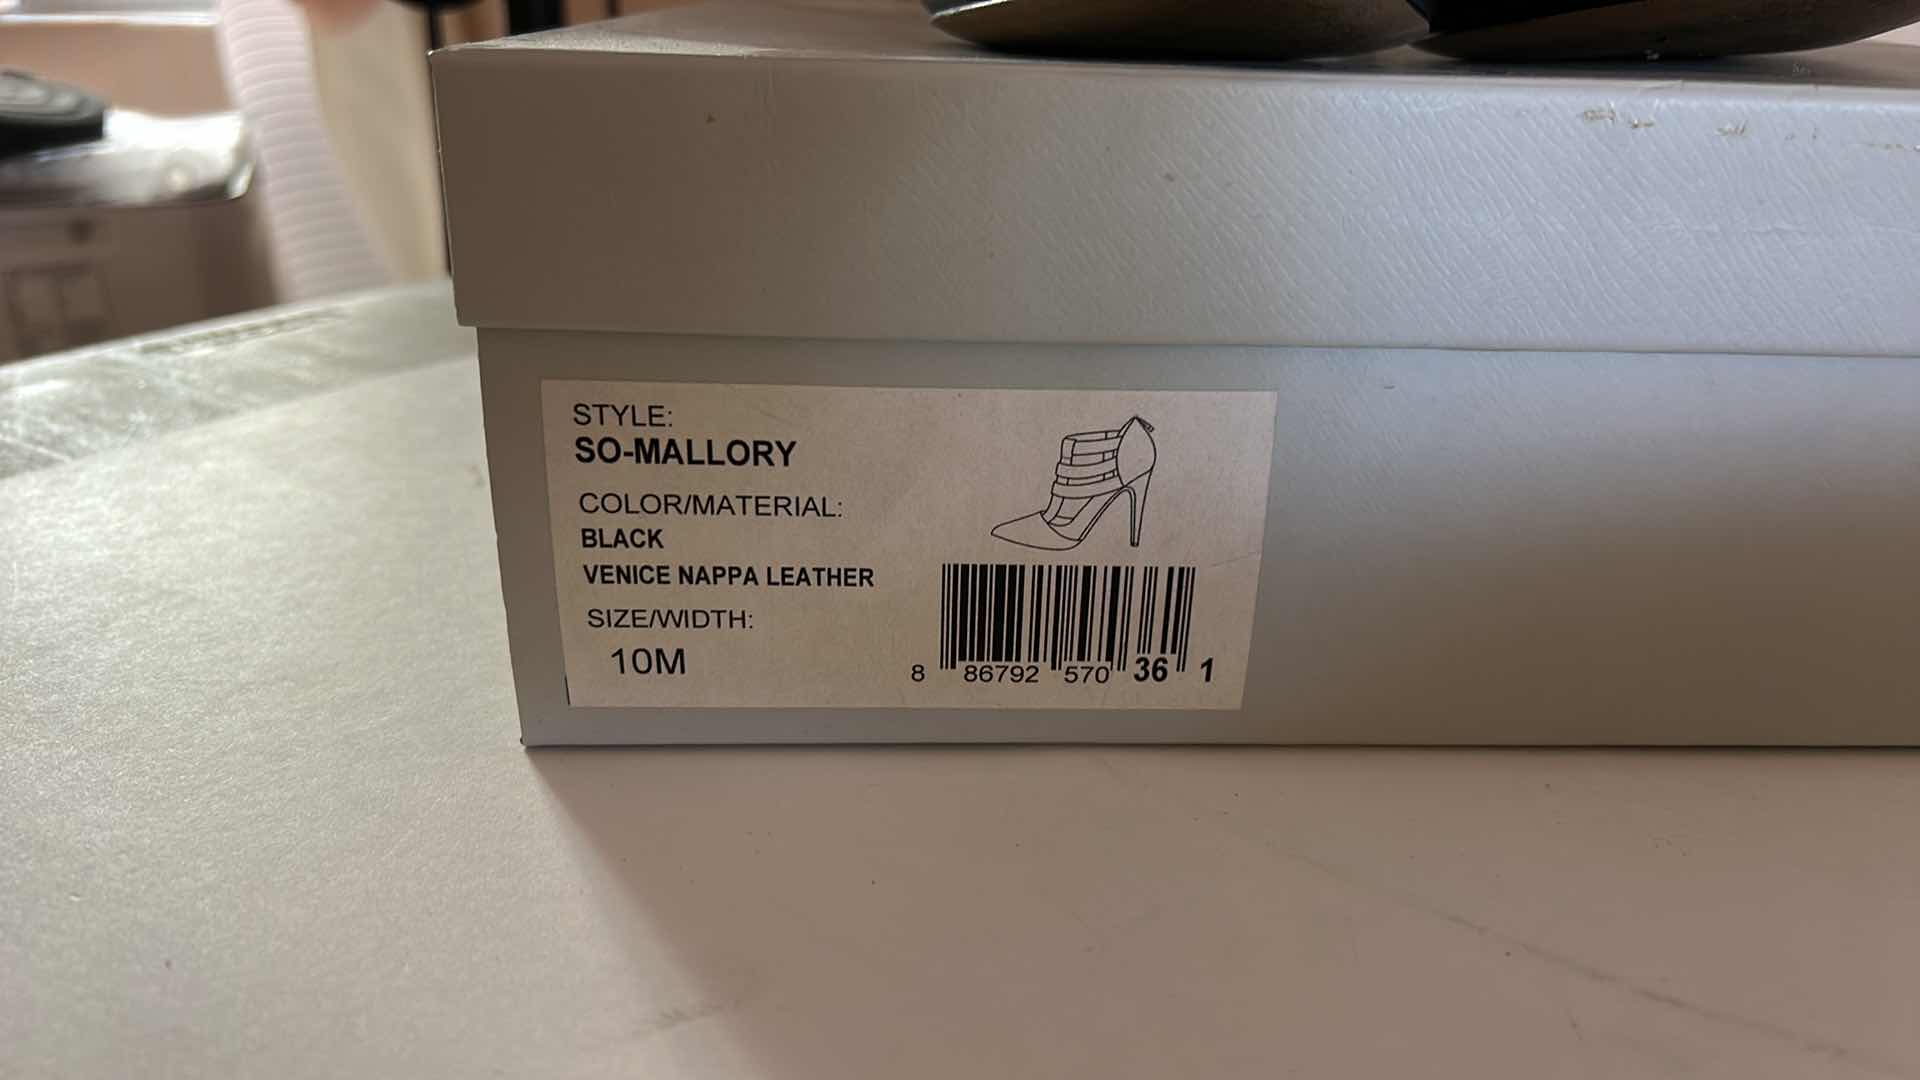 STYLE:
SO-MALLORY
COLOR/MATERIAL:
BLACK
VENICE NAPPA LEATHER
SIZE/WIDTH:
10M
8 86792 570 36 1